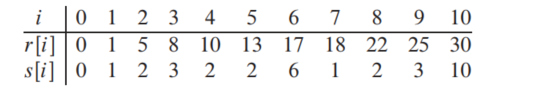 i 0 1 2 3 4 5 6 7 8 9 10
r[i] 0 1 5 8 10 13 17 18 22 25 30
s[i] 0 1 2 3 2 2 6 1 2 3 10